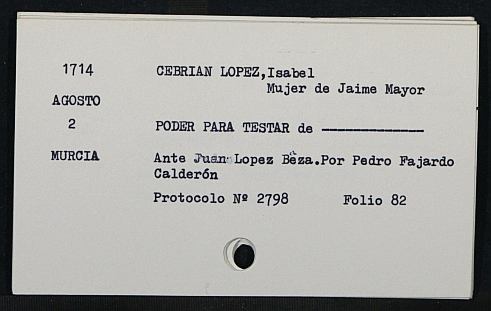 1714 CEBRIAN LOPEZ,Isabel
Mujer de Jaime Mayor
AGOSTO
2 PODER PARA TESTAR de --------------
MURCIA Ante Juan Lopez Bëza.Por Pedro Fajardo
Calderón
Protocolo Nº 2798 Folio 82